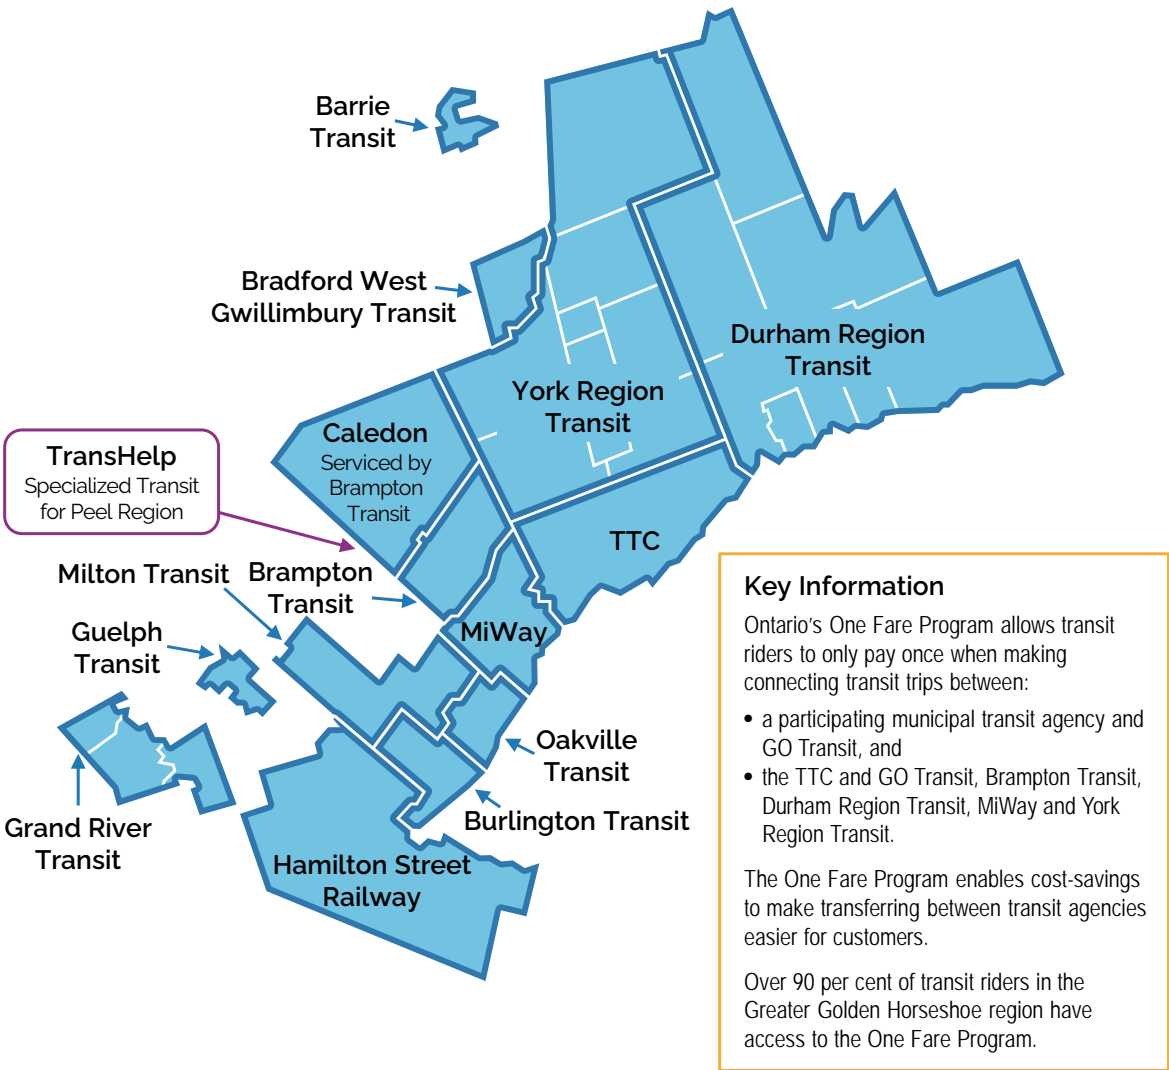 Barrie
Transit
Bradford West
Gwillimbury Transit
Durham Region
Transit
York Region
Transit
Caledon
Serviced by
Brampton
Transit
TransHelp
Specialized Transit
for Peel Region
TTC
Milton Transit
Brampton
Transit
Guelph
Transit
MiWay
Oakville
Transit
Burlington Transit
Grand River
Transit
Hamilton Street
Railway
Key Information
Ontario's One Fare Program allows transit
riders to only pay once when making
connecting transit trips between:
• a participating municipal transit agency and
GO Transit, and
• the TTC and GO Transit, Brampton Transit,
Durham Region Transit, MiWay and York
Region Transit.
The One Fare Program enables cost-savings
to make transferring between transit agencies
easier for customers.
Over 90 per cent of transit riders in the
Greater Golden Horseshoe region have
access to the One Fare Program.